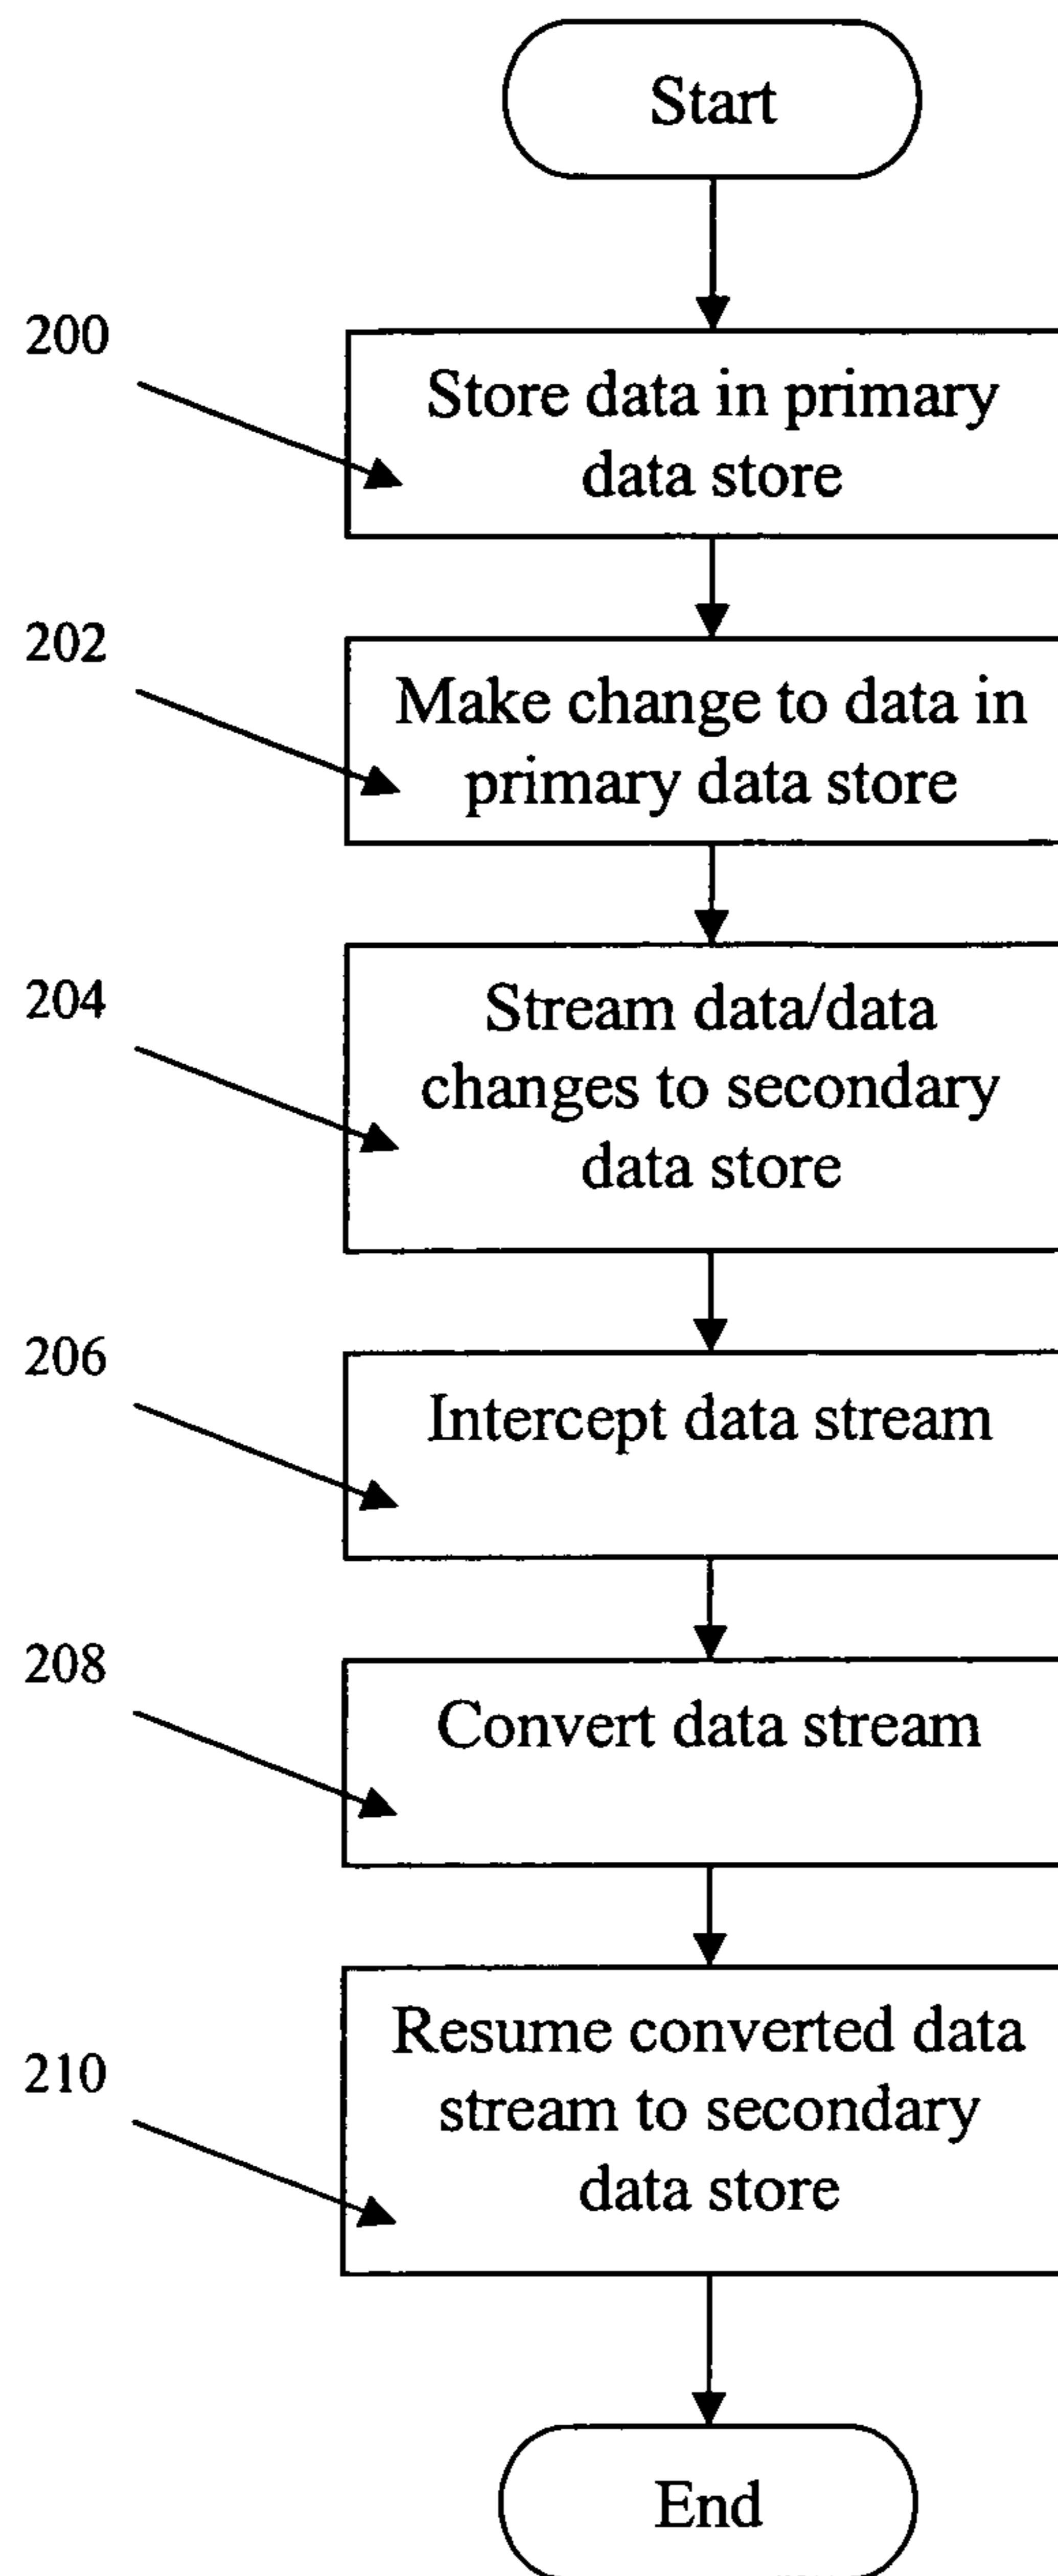 Start
200
Store data in primary
data store
202
Make change to data in
primary data store
204
Stream data/data
changes to secondary
data store
206
Intercept data stream
208
Convert data stream
210
Resume converted data
stream to secondary
data store
End